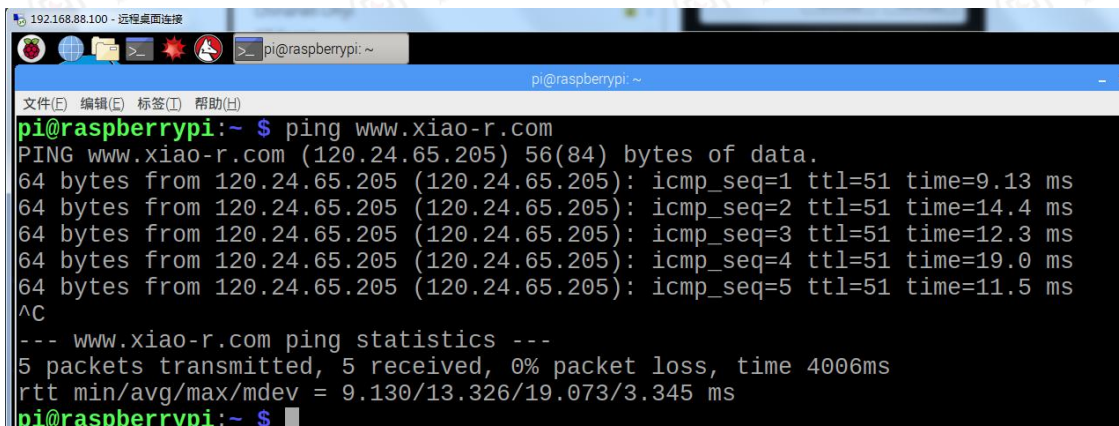 192.168.88.100 - 远程桌面连接
pi@raspberrypi: ~
pi@raspberrypi: ~
文件(F) 编辑(E) 标签(T) 帮助(H)
pi@raspberrypi:~ $ ping www.xiao-r.com
PING www.xiao-r.com (120.24.65.205) 56(84) bytes of data.
64 bytes from 120.24.65.205 (120.24.65.205): icmp_seq=1 ttl=51 time=9.13 ms
64 bytes from 120.24.65.205 (120.24.65.205): icmp_seq=2 ttl=51 time=14.4 ms
64 bytes from 120.24.65.205 (120.24.65.205): icmp_seq=3 ttl=51 time=12.3 ms
64 bytes from 120.24.65.205 (120.24.65.205): icmp_seq=4 ttl=51 time=19.0 ms
64 bytes from 120.24.65.205 (120.24.65.205): icmp_seq=5 ttl=51 time=11.5 ms
^C
--- www.xiao-r.com ping statistics ---
5 packets transmitted, 5 received, 0% packet loss, time 4006ms
rtt min/avg/max/mdev = 9.130/13.326/19.073/3.345 ms
pi@raspberrypi:~ $